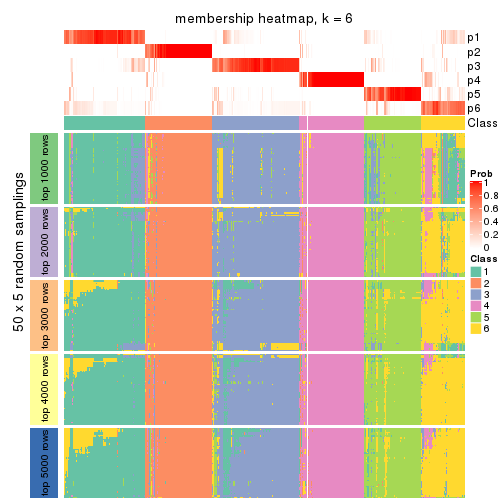 membership heatmap, k = 6
p1
p2
p3
p4
p5
p6
Class
50 x 5 random samplings
top 1000 rows
top 2000 rows
top 3000 rows
top 4000 rows
top 5000 rows
Prob
1
0.8
0.6
0.4
0.2
0
Class
1
2
3
4
5
6